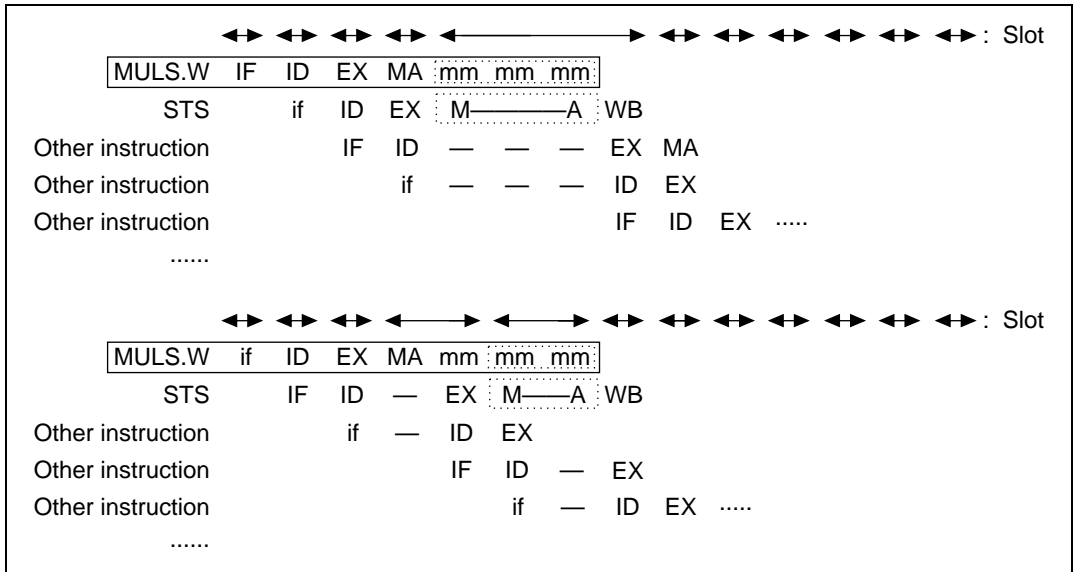 : Slot
MULS.W IF ID EX MA mm mm mm
STS if ID EX M————A WB
Other instruction IF ID — — — EX MA
Other instruction if — — — ID EX
Other instruction IF ID EX .....
......
: Slot
MULS.W if ID EX MA mm mm mm
STS IF ID — EX M——A WB
Other instruction if — ID EX
Other instruction IF ID — EX
Other instruction if — ID EX .....
......